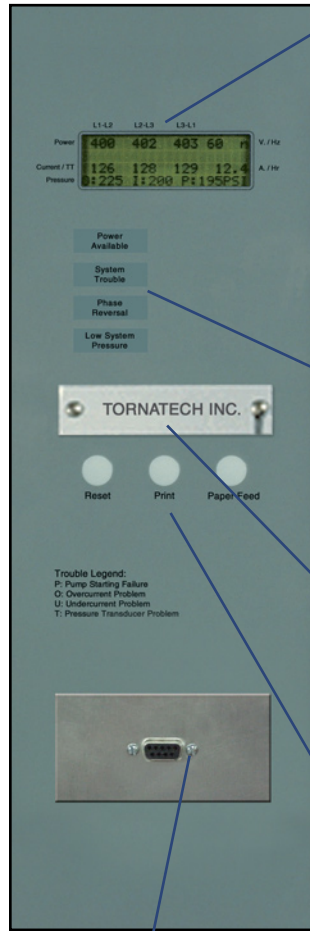 L1-L2 L2-L3 L3-L1
Power 400 402 403 60 n V. / Hz
Current / TT 126 128 129 12.4 A. / Hr
Pressure O:225 I:200 P:195PSI
Power
Available
System
Trouble
Phase
Reversal
Low System
Pressure
TORNATECH INC.
Reset Print Paper Feed
Trouble Legend:
P: Pump Starting Failure
O: Overcurrent Problem
U: Undercurrent Problem
T: Pressure Transducer Problem